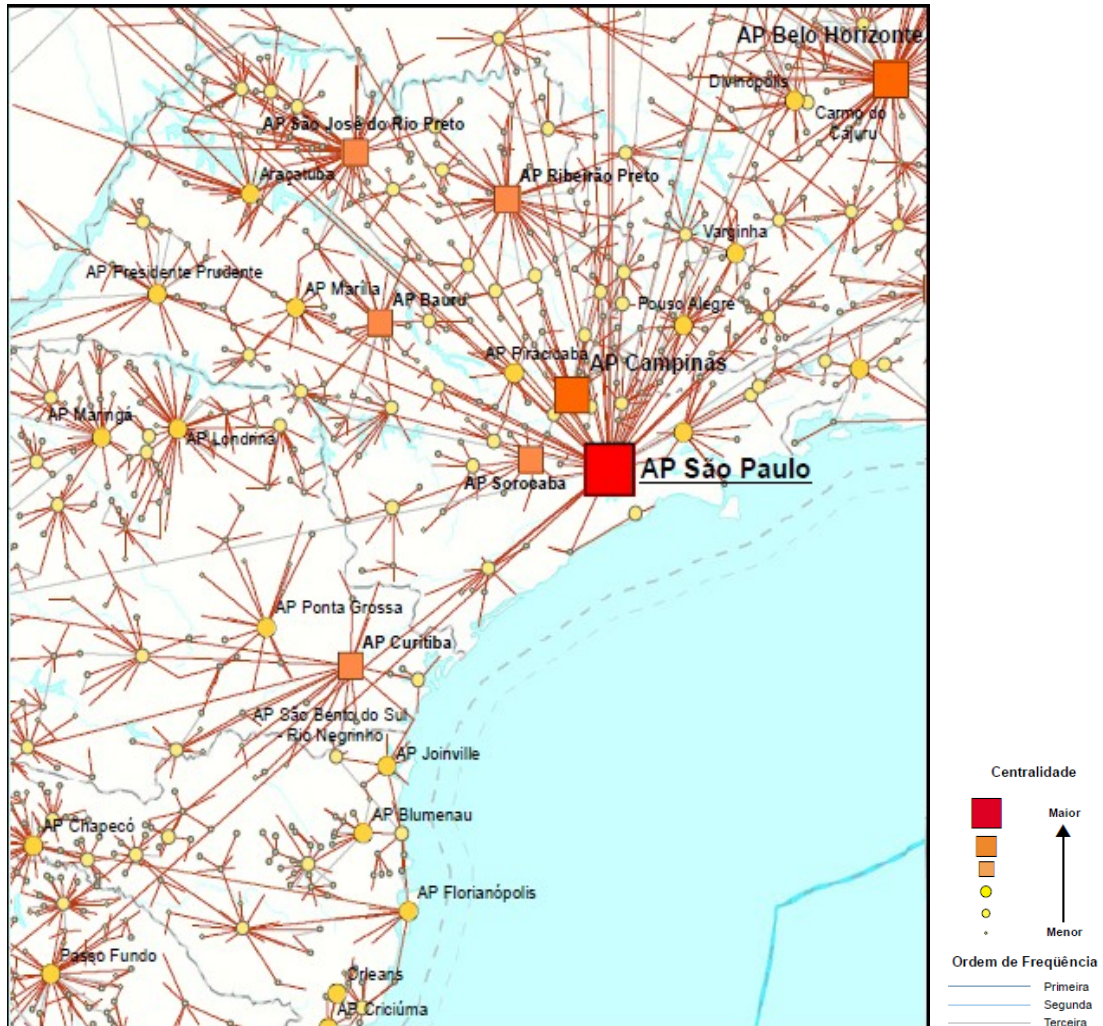 AP Belo Horizonte
Divinópolis
Carmo do
Cajuru
AP São José do Rio Preto
Araçatuba
AP Ribeirão Preto
Varginha
AP Presidente Prudente
AP Marília
AP Bauru
Pouso Alegre
AP Piracicaba
AP Campinas
AP Maringá
AP Londrina
AP Sorocaba
AP São Paulo
AP Ponta Grossa
AP Curitiba
AP São Bento do Sul
- Rio Negrinho
AP Joinville
AP Chapecó
AP Blumenau
AP Florianópolis
Passo Fundo
Orleans
AP Criciúma
Centralidade
Maior
Menor
Ordem de Freqüência
Primeira
Segunda
Terceira